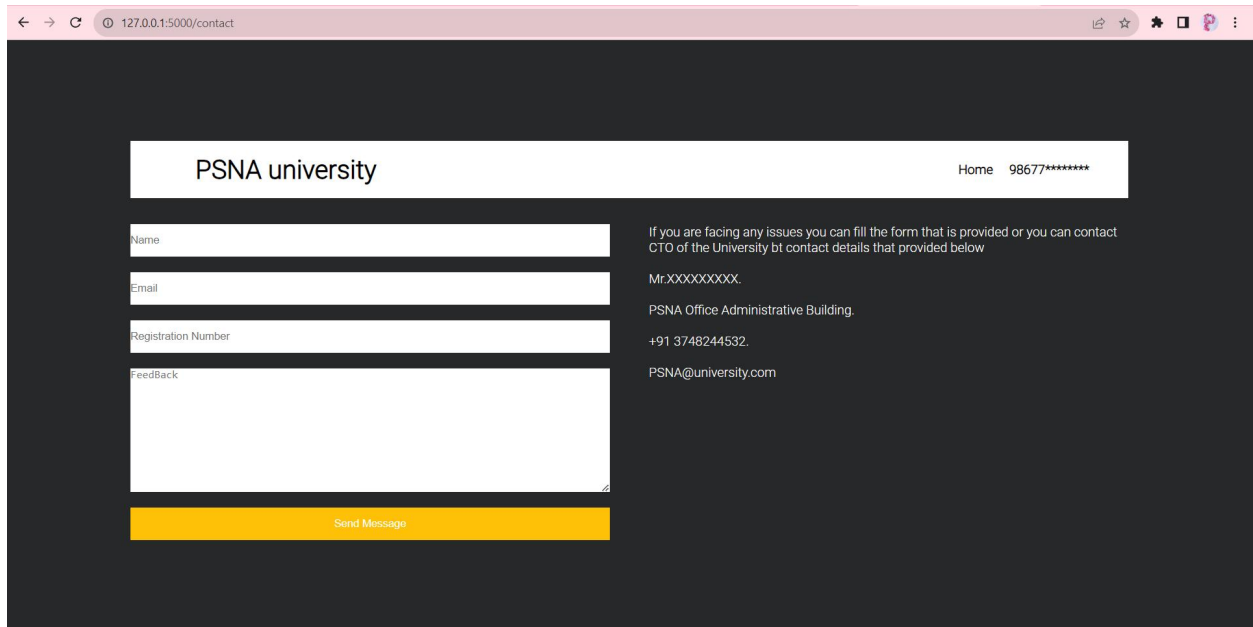 127.0.0.1:5000/contact
PSNA university
Home 98677********
Name
Email
Registration Number
FeedBack
Send Message
If you are facing any issues you can fill the form that is provided or you can contact
CTO of the University bt contact details that provided below
Mr.XXXXXXXXX.
PSNA Office Administrative Building.
+91 3748244532.
PSNA@university.com